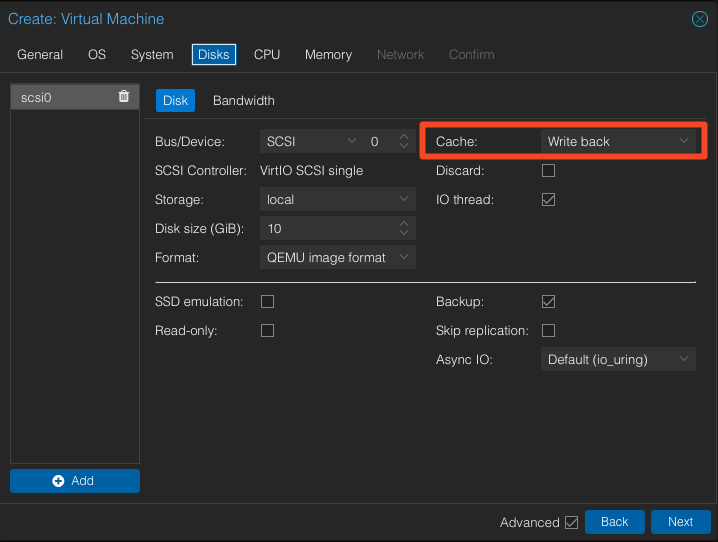 Create: Virtual Machine
General OS System Disks CPU Memory Network Confirm
scsi0
Disk Bandwidth
Bus/Device: SCSI 0 Cache: Write back
SCSI Controller: VirtIO SCSI single Discard:
Storage: local IO thread:
Disk size (GiB): 10
Format: QEMU image format
SSD emulation: Backup:
Read-only: Skip replication:
Async IO: Default (io_uring)
Add
Advanced Back Next